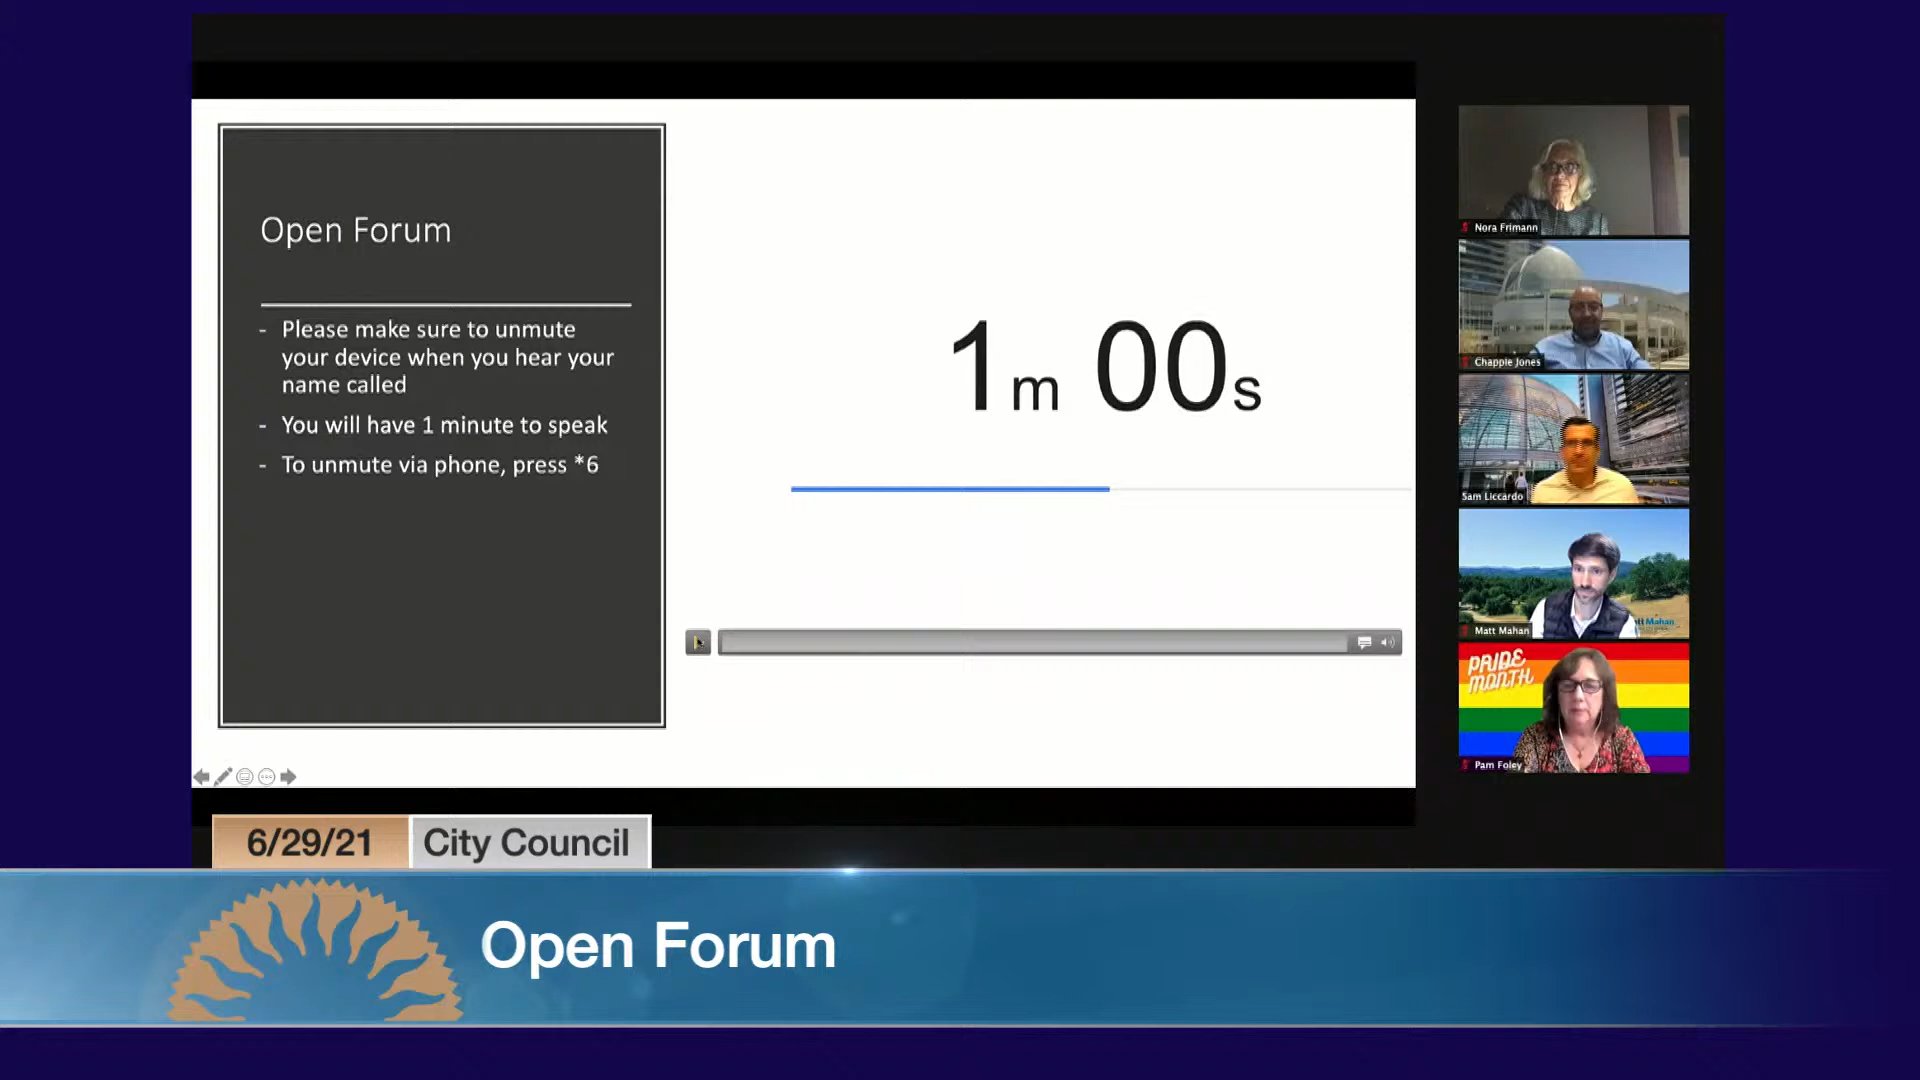 Open Forum
- Please make sure to unmute
your device when you hear your
name called
- You will have 1 minute to speak
- To unmute via phone, press *6
1m 00s
Nora Frimann
Chappie Jones
Sam Liccardo
Matt Mahan
tt Mahan
PRIDE
MONTH
Pam Foley
6/29/21
City Council
Open Forum